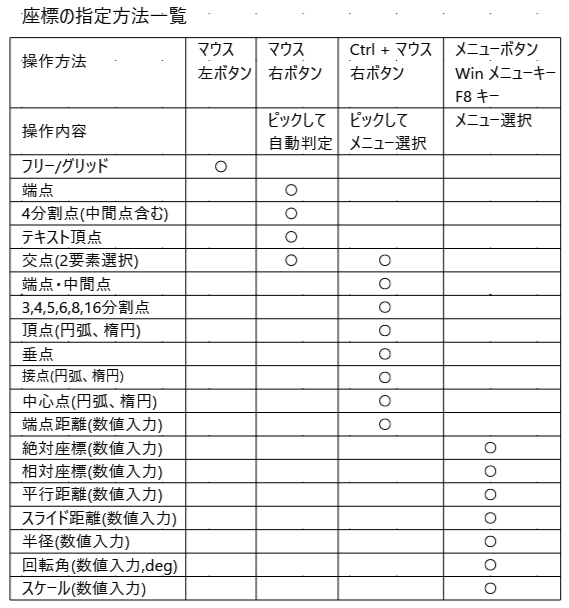 座標の指定方法一覧
操作方法 マウス左ボタン マウス右ボタン Ctrl + マウス右ボタン メニューボタン Win メニューキー F8 キー
操作内容 ピックして自動判定 ピックしてメニュー選択 メニュー選択
フリー/グリッド ○
端点 ○
4分割点(中間点含む) ○
テキスト頂点 ○
交点(2要素選択) ○ ○
端点・中間点 ○
3,4,5,6,8,16分割点 ○
頂点(円弧、楕円) ○
垂点 ○
接点(円弧、楕円) ○
中心点(円弧、楕円) ○
端点距離(数値入力) ○
絶対座標(数値入力) ○
相対座標(数値入力) ○
平行距離(数値入力) ○
スライド距離(数値入力) ○
半径(数値入力) ○
回転角(数値入力,deg) ○
スケール(数値入力) ○